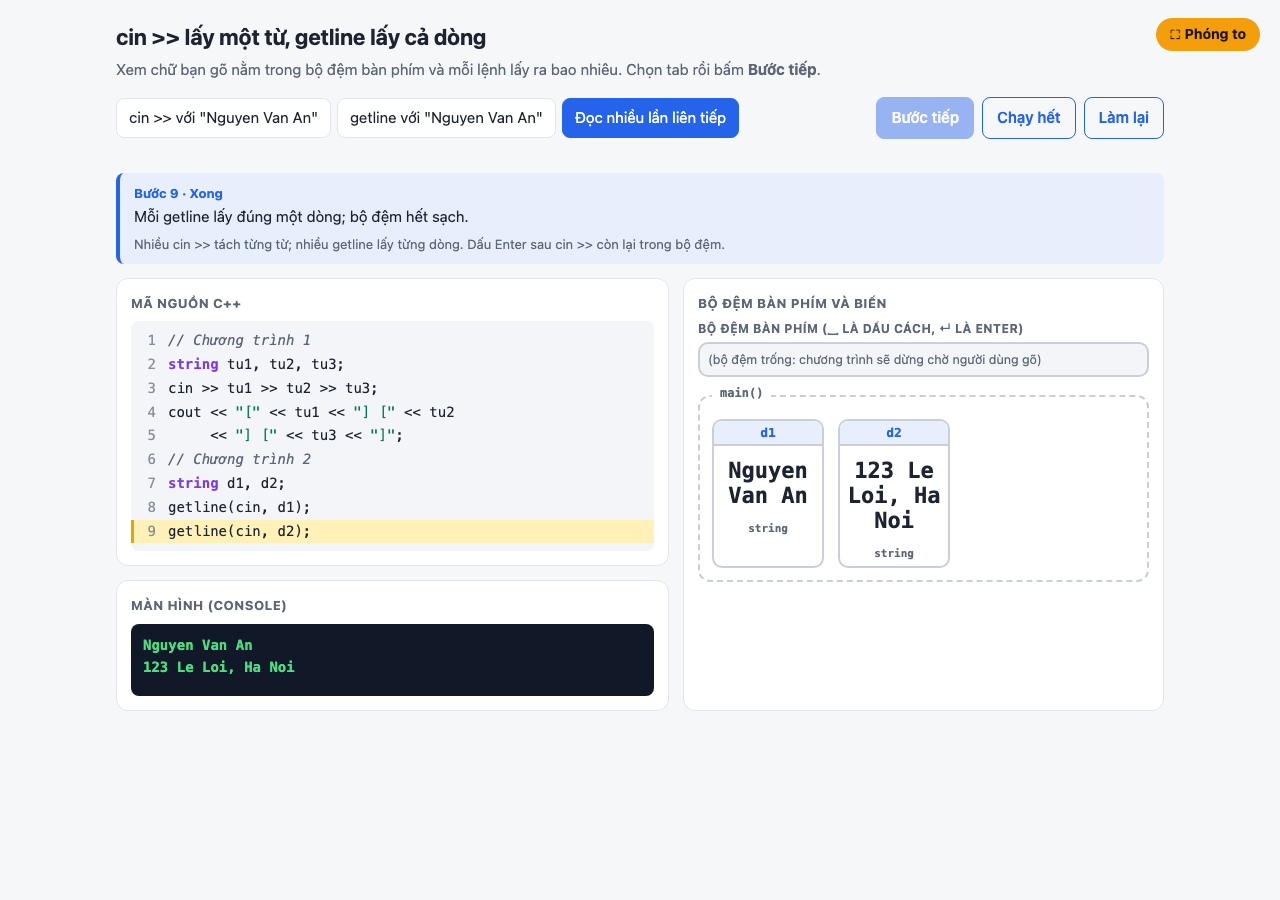 cin >> lấy một từ, getline lấy cả dòng
⛶ Phóng to
Xem chữ bạn gõ nằm trong bộ đệm bàn phím và mỗi lệnh lấy ra bao nhiêu. Chọn tab rồi bấm Bước tiếp.
cin >> với "Nguyen Van An"
getline với "Nguyen Van An"
Đọc nhiều lần liên tiếp
Bước tiếp
Chạy hết
Làm lại
Bước 9 · Xong
Mỗi getline lấy đúng một dòng; bộ đệm hết sạch.
Nhiều cin >> tách từng từ; nhiều getline lấy từng dòng. Dấu Enter sau cin >> còn lại trong bộ đệm.
MÃ NGUỒN C++
1 // Chương trình 1
2 string tu1, tu2, tu3;
3 cin >> tu1 >> tu2 >> tu3;
4 cout << "[" << tu1 << "] [" << tu2
5      << "] [" << tu3 << "]";
6 // Chương trình 2
7 string d1, d2;
8 getline(cin, d1);
9 getline(cin, d2);
MÀN HÌNH (CONSOLE)
Nguyen Van An
123 Le Loi, Ha Noi
BỘ ĐỆM BÀN PHÍM VÀ BIẾN
BỘ ĐỆM BÀN PHÍM (⎵ LÀ DẤU CÁCH, ↵ LÀ ENTER)
(bộ đệm trống: chương trình sẽ dừng chờ người dùng gõ)
main()
d1
Nguyen
Van An
string
d2
123 Le
Loi, Ha
Noi
string